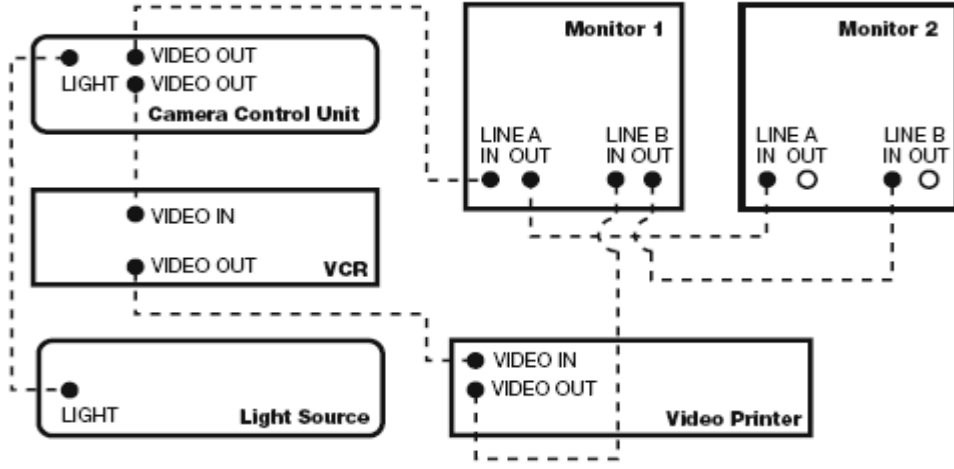 VIDEO OUT
LIGHT VIDEO OUT
Camera Control Unit
VIDEO IN
VIDEO OUT
VCR
LIGHT
Light Source
Monitor 1
LINE A LINE B
IN OUT IN OUT
Monitor 2
LINE A LINE B
IN OUT IN OUT
VIDEO IN
VIDEO OUT
Video Printer